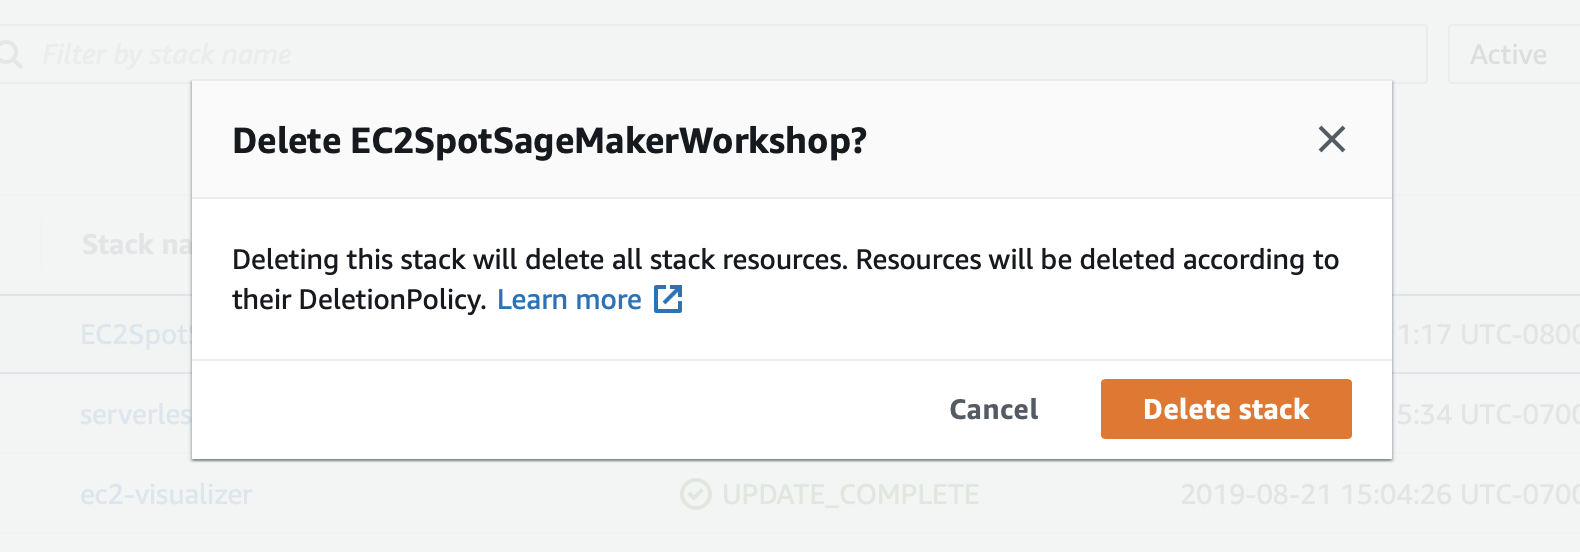 Filter by stack name
Active
Delete EC2SpotSageMakerWorkshop?
Stack na
Deleting this stack will delete all stack resources. Resources will be deleted according to
their DeletionPolicy. Learn more
EC2Spot
1:17 UTC-0800
Cancel
Delete stack
serverles
5:34 UTC-0700
ec2-visualizer
UPDATE_COMPLETE
2019-08-21 15:04:26 UTC-0700